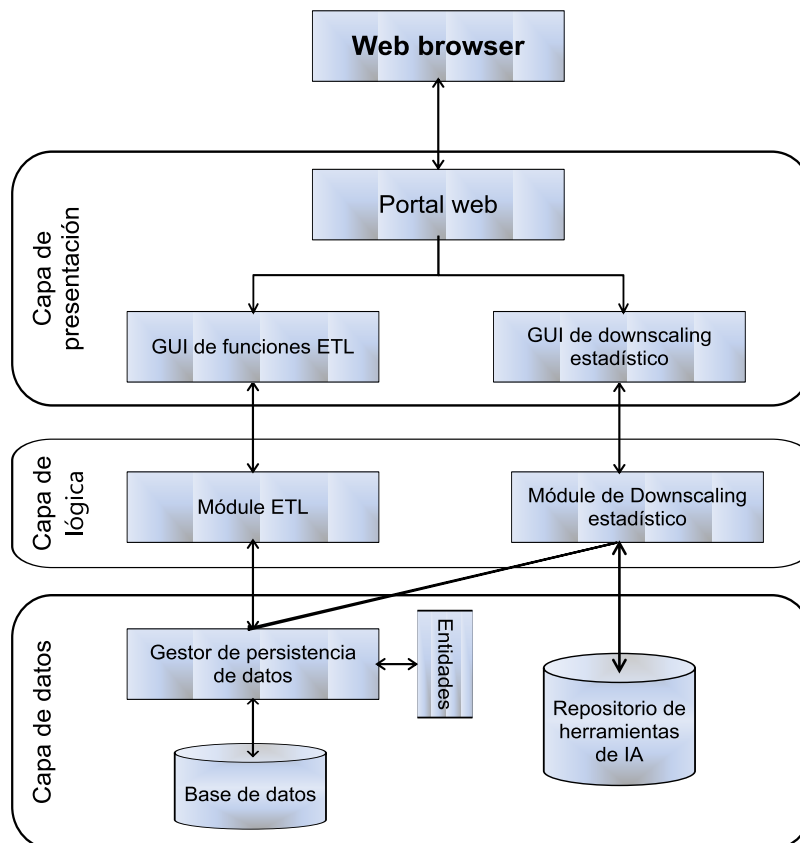 Web browser
Capa de
presentación
Portal web
GUI de funciones ETL
GUI de downscaling
estadístico
Capa de
lógica
Módule ETL
Módule de Downscaling
estadístico
Capa de datos
Gestor de persistencia
de datos
Entidades
Base de datos
Repositorio de
herramientas
de IA